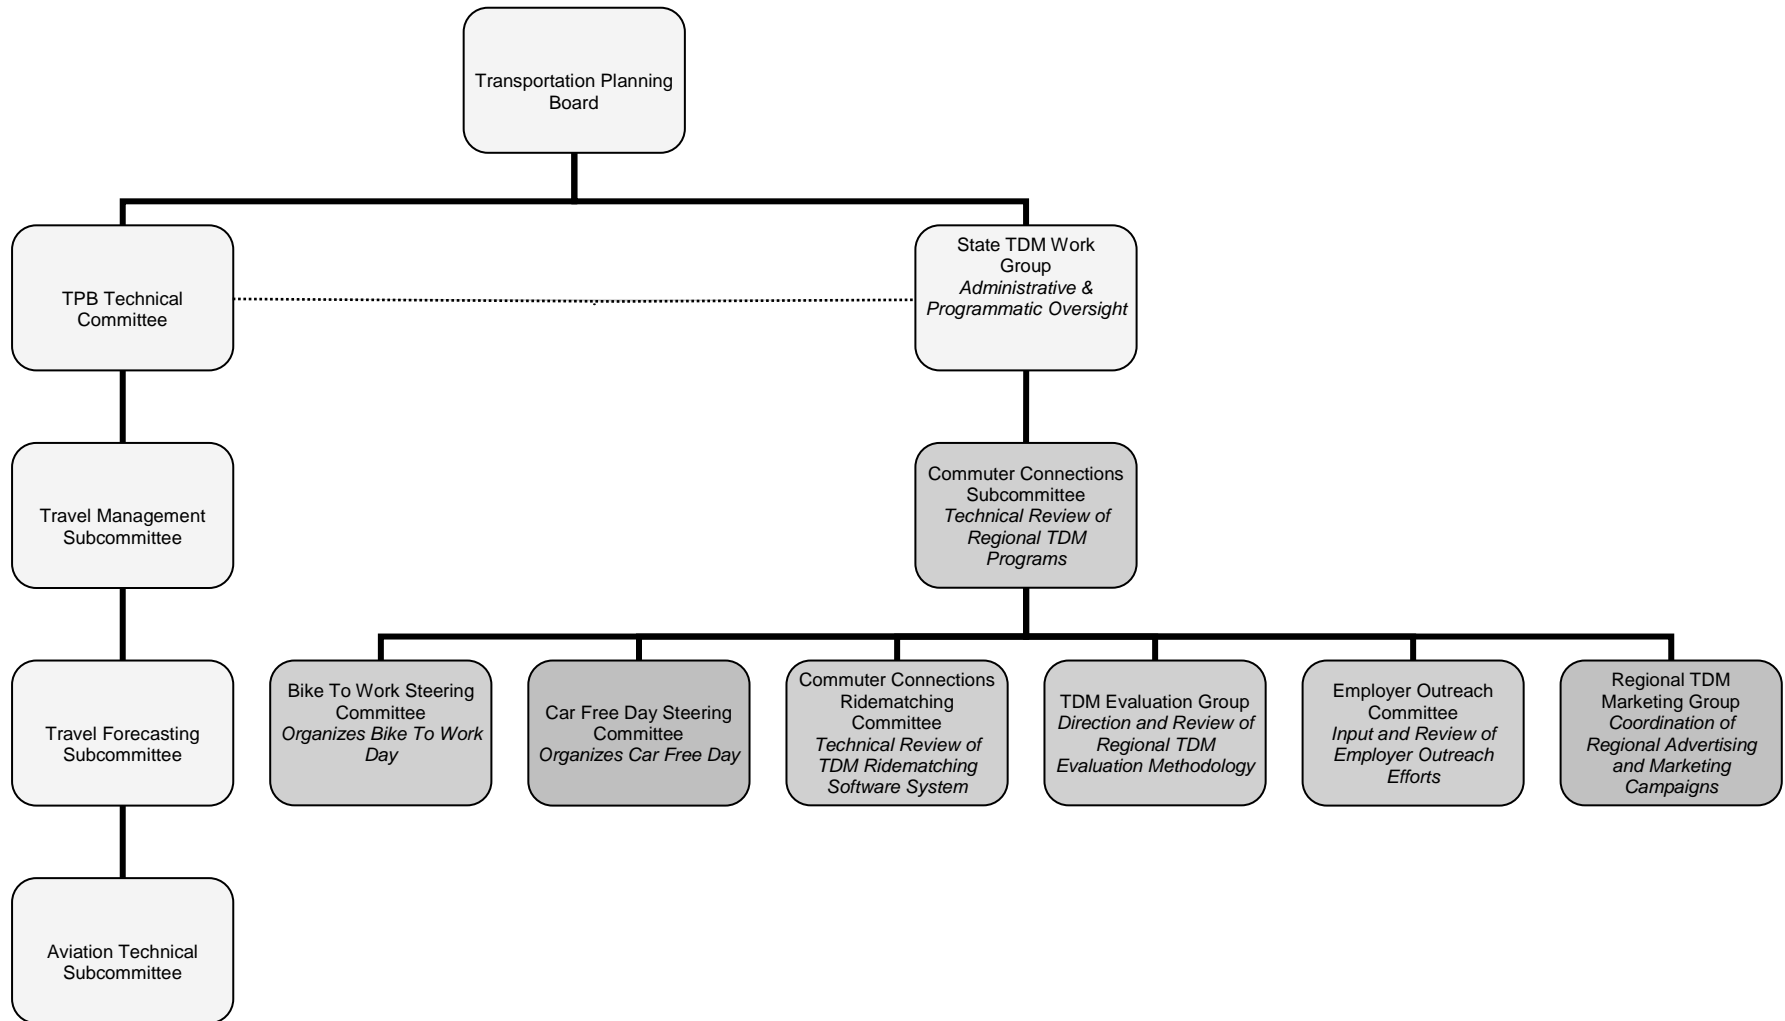 Transportation Planning
Board
TPB Technical
Committee
State TDM Work
Group
Administrative &
Programmatic Oversight
Travel Management
Subcommittee
Commuter Connections
Subcommittee
Technical Review of
Regional TDM
Programs
Travel Forecasting
Subcommittee
Bike To Work Steering
Committee
Organizes Bike To Work
Day
Car Free Day Steering
Committee
Organizes Car Free Day
Commuter Connections
Ridematching
Committee
Technical Review of
TDM Ridematching
Software System
TDM Evaluation Group
Direction and Review of
Regional TDM
Evaluation Methodology
Employer Outreach
Committee
Input and Review of
Employer Outreach
Efforts
Regional TDM
Marketing Group
Coordination of
Regional Advertising
and Marketing
Campaigns
Aviation Technical
Subcommittee